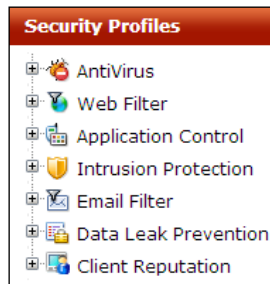 Security Profiles
AntiVirus
Web Filter
Application Control
Intrusion Protection
Email Filter
Data Leak Prevention
Client Reputation